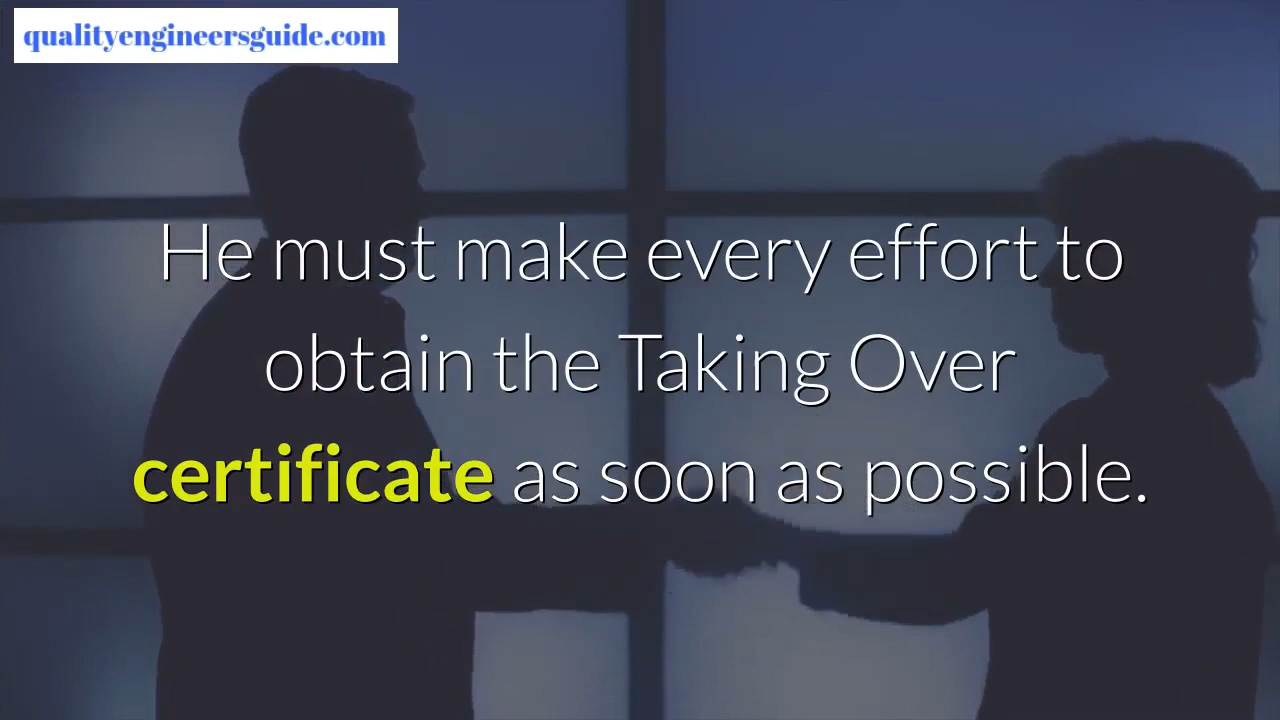 qualityengineersguide.com
He must make every effort to
obtain the Taking Over
certificate as soon as possible.